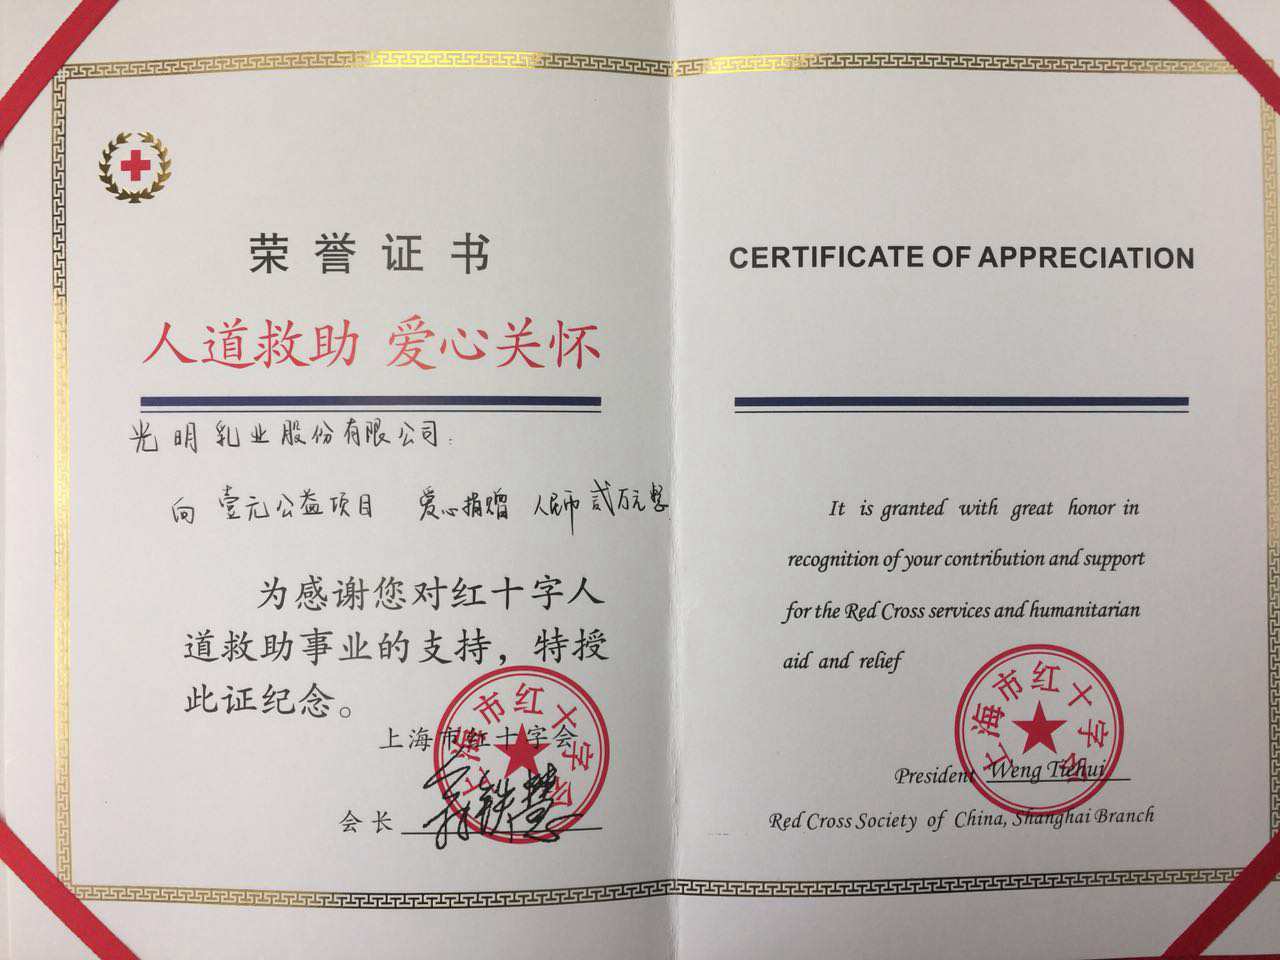 荣誉证书
人道救助 爱心关怀
光明乳业股份有限公司:
向 壹元公益项目 爱心捐赠 人民币 贰万元整
为感谢您对红十字人
道救助事业的支持，特授
此证纪念。
上海市红十字会
会长 翁铁慧
上海市红十字会
CERTIFICATE OF APPRECIATION
It is granted with great honor in
recognition of your contribution and support
for the Red Cross services and humanitarian
aid and relief
President Weng Tiehui
Red Cross Society of China, Shanghai Branch
上海市红十字会